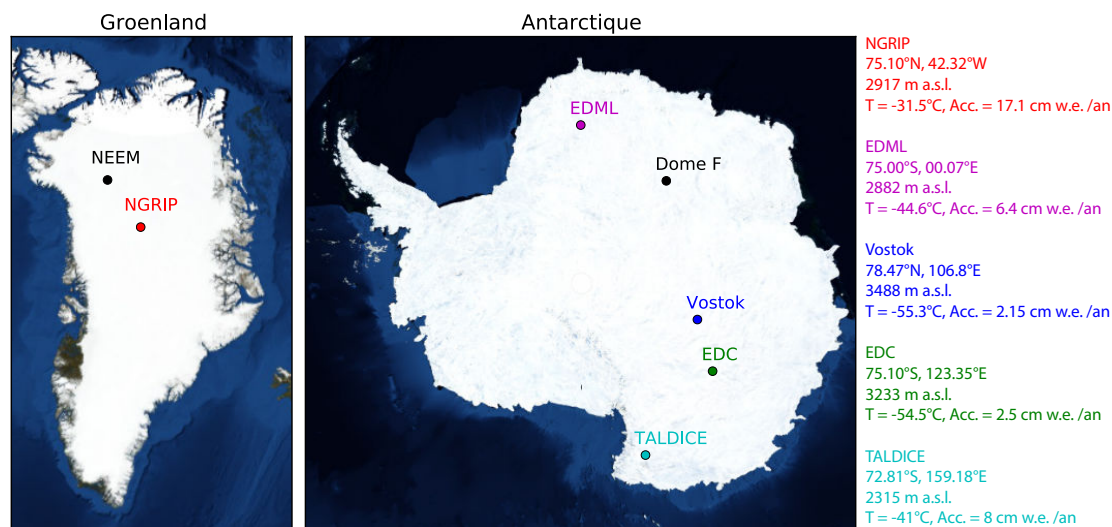 Groenland
Antarctique
NEEM
NGRIP
EDML
Dome F
Vostok
EDC
TALDICE
NGRIP
75.10°N, 42.32°W
2917 m a.s.l.
T = -31.5°C, Acc. = 17.1 cm w.e. /an
EDML
75.00°S, 00.07°E
2882 m a.s.l.
T = -44.6°C, Acc. = 6.4 cm w.e. /an
Vostok
78.47°N, 106.8°E
3488 m a.s.l.
T = -55.3°C, Acc. = 2.15 cm w.e. /an
EDC
75.10°S, 123.35°E
3233 m a.s.l.
T = -54.5°C, Acc. = 2.5 cm w.e. /an
TALDICE
72.81°S, 159.18°E
2315 m a.s.l.
T = -41°C, Acc. = 8 cm w.e. /an